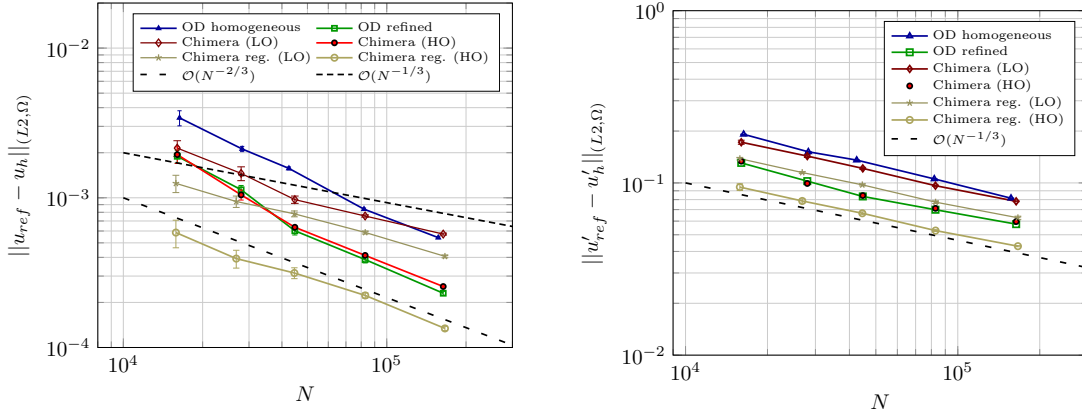 OD homogeneous
OD refined
Chimera (LO)
Chimera (HO)
Chimera reg. (LO)
Chimera reg. (HO)
𝒪(N^{-2/3})
𝒪(N^{-1/3})
10^{-2}
10^{-3}
10^{-4}
10^4
10^5
N
||u_{ref} − u_h||_{(L2,Ω)}
OD homogeneous
OD refined
Chimera (LO)
Chimera (HO)
Chimera reg. (LO)
Chimera reg. (HO)
𝒪(N^{-1/3})
10^0
10^{-1}
10^{-2}
10^4
10^5
N
||u'_{ref} − u'_h||_{(L2,Ω)}